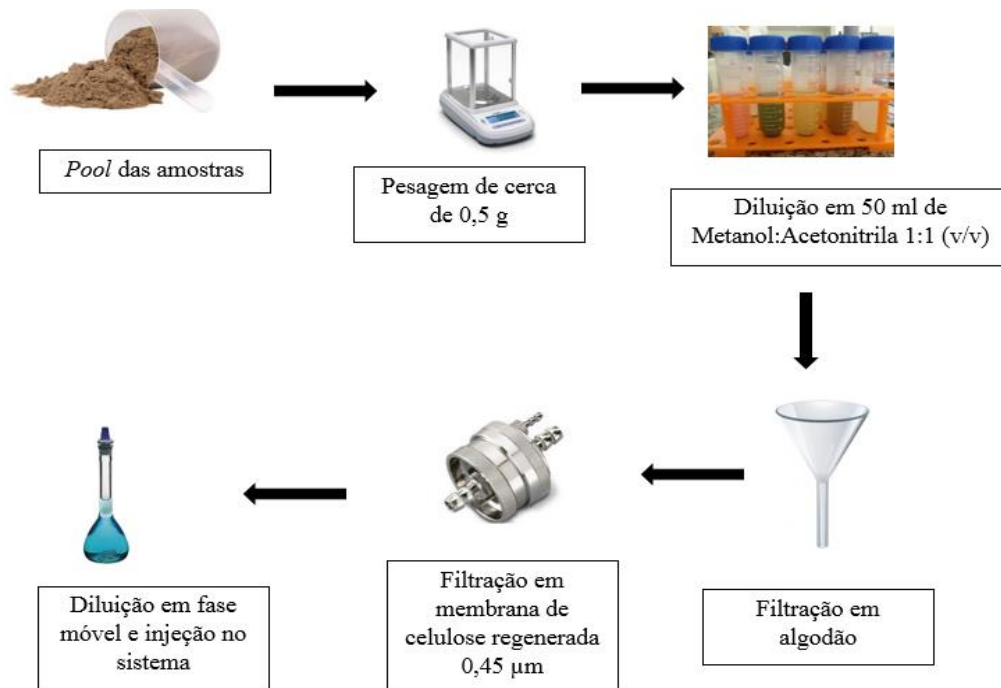 Pool das amostras
Pesagem de cerca
de 0,5 g
Diluição em 50 ml de
Metanol:Acetonitrila 1:1 (v/v)
Filtração em
algodão
Filtração em
membrana de
celulose regenerada
0,45 µm
Diluição em fase
móvel e injeção no
sistema